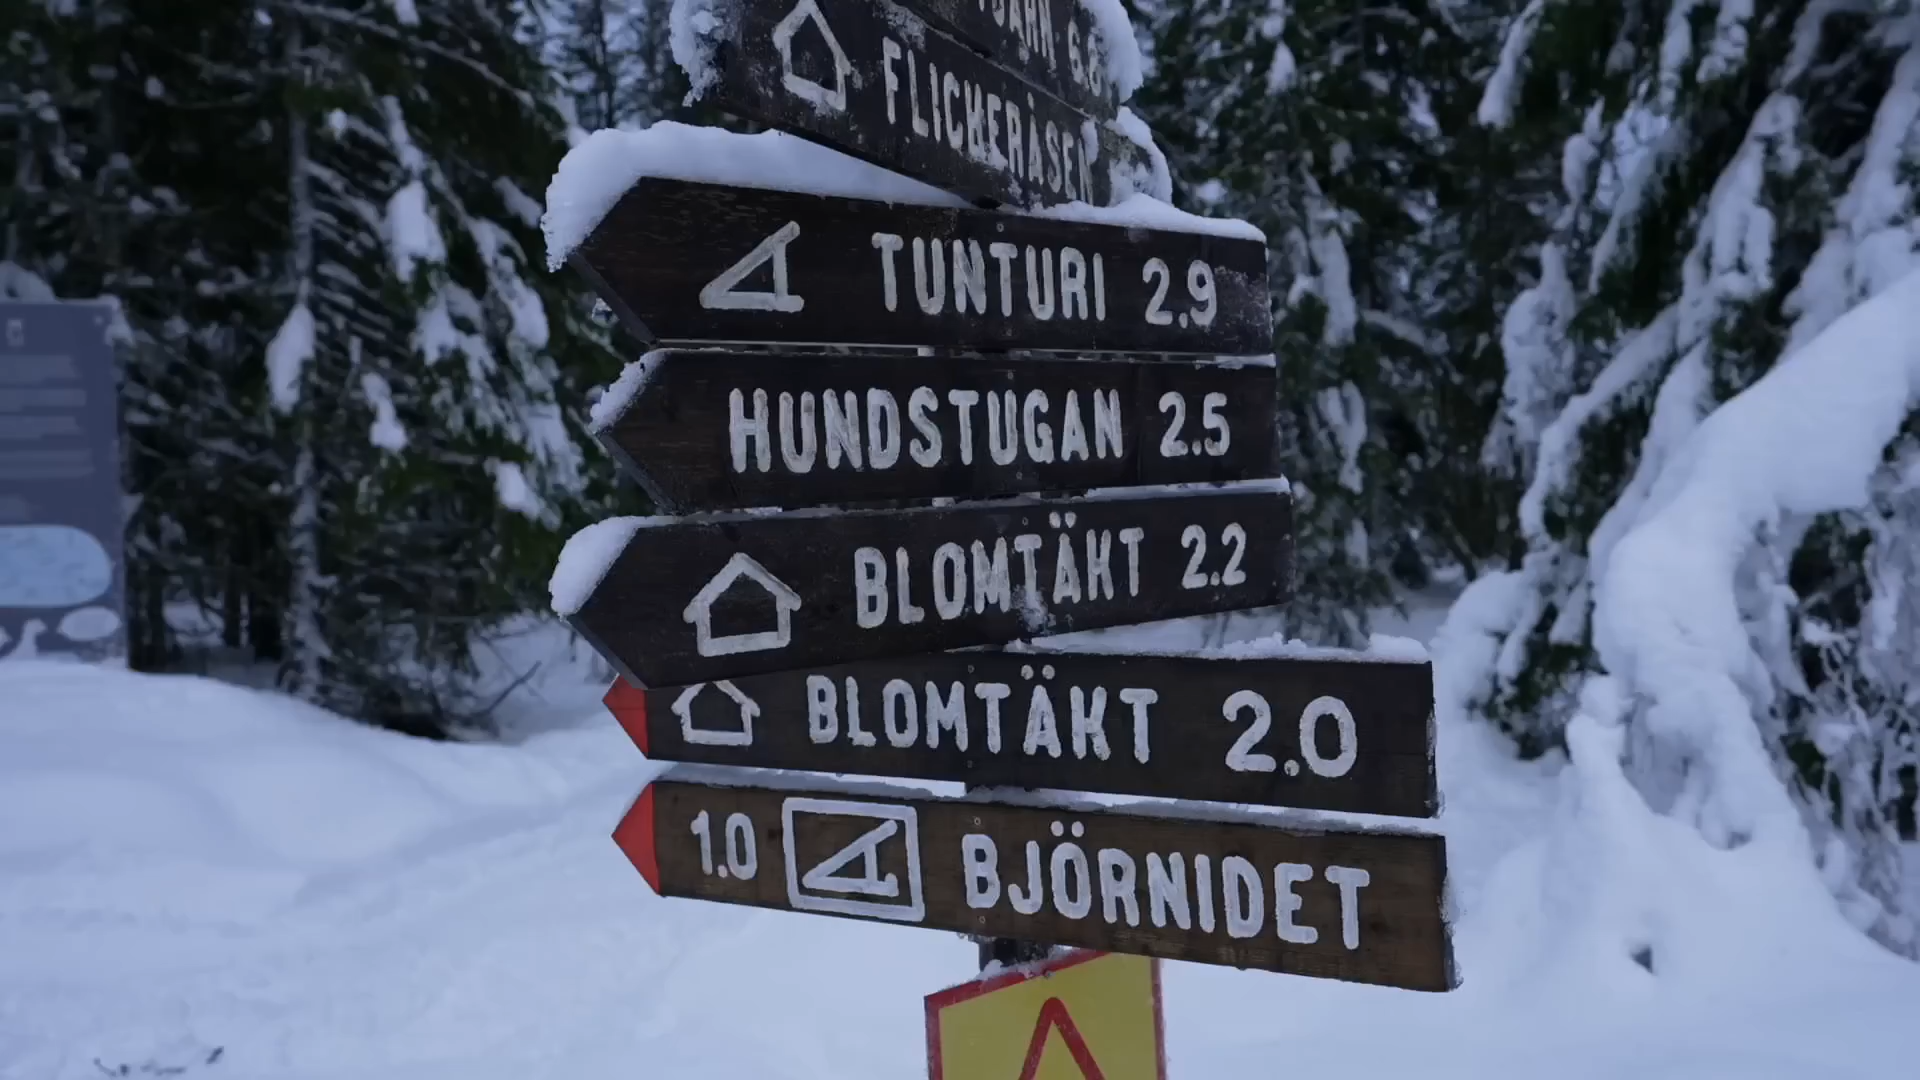 FLICKERÅSEN
TUNTURI 2.9
HUNDSTUGAN 2.5
BLOMTÄKT 2.2
BLOMTÄKT 2.0
1.0 BJÖRNIDET